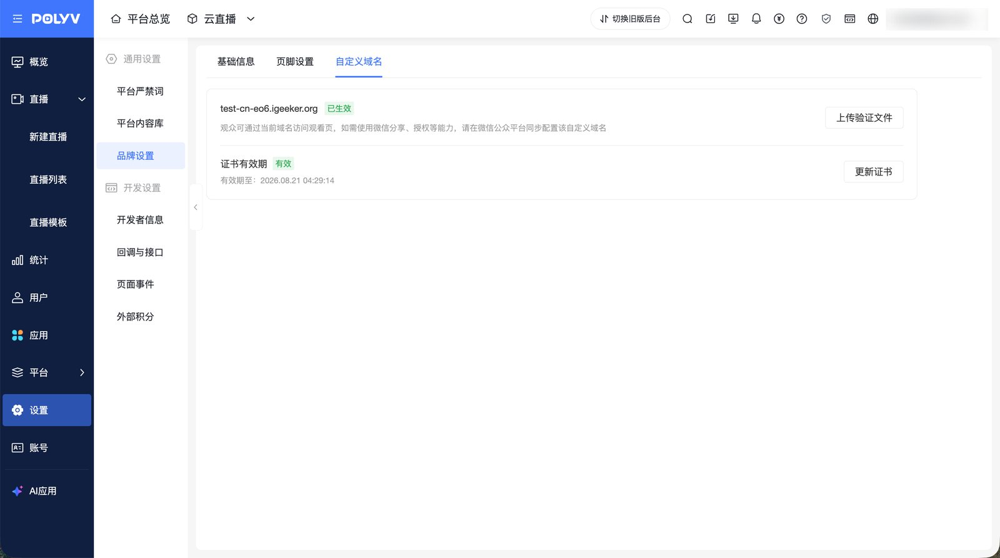 POLYV
平台总览
云直播
切换旧版后台
概览
直播
新建直播
直播列表
直播模板
统计
用户
应用
平台
设置
账号
AI应用
通用设置
平台严禁词
平台内容库
品牌设置
开发设置
开发者信息
回调与接口
页面事件
外部积分
基础信息
页脚设置
自定义域名
test-cn-eo6.igeeker.org 已生效
观众可通过当前域名访问观看页，如需使用微信分享、授权等能力，请在微信公众平台同步配置该自定义域名
上传验证文件
证书有效期 有效
有效期至：2026.08.21 04:29:14
更新证书